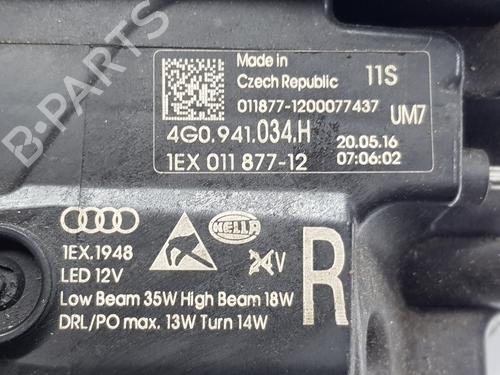 Made in
Czech Republic
11S
011877-1200077437
UM7
4G0.941.034.H
20.05.16
1EX 011 877-12
07:06:02
HELLA
1EX.1948
LED 12V
24V
R
Low Beam 35W High Beam 18W
DRL/PO max. 13W Turn 14W
B-PARTS